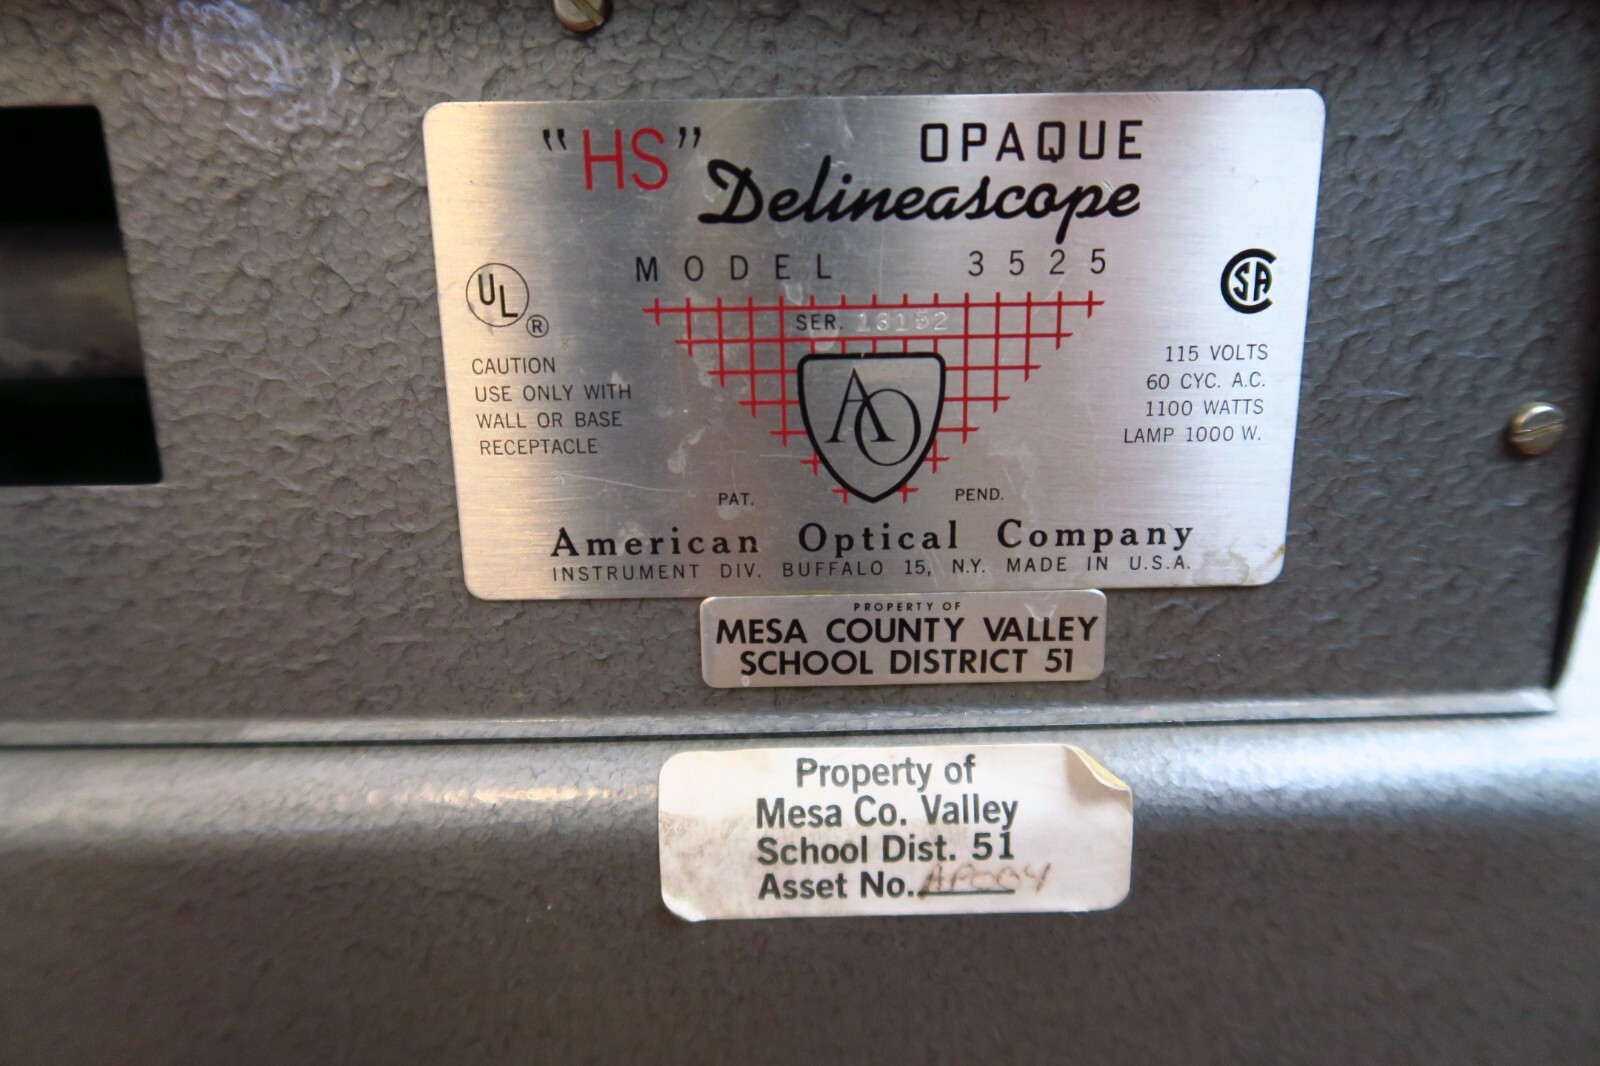 "HS" OPAQUE
Delineascope
MODEL 3525
UL ®
CSA
SER. 16152
CAUTION
USE ONLY WITH
WALL OR BASE
RECEPTACLE
115 VOLTS
60 CYC. A.C.
1100 WATTS
LAMP 1000 W.
AO
PAT. PEND.
American Optical Company
INSTRUMENT DIV. BUFFALO 15, N.Y. MADE IN U.S.A.
PROPERTY OF
MESA COUNTY VALLEY
SCHOOL DISTRICT 51
Property of
Mesa Co. Valley
School Dist. 51
Asset No.